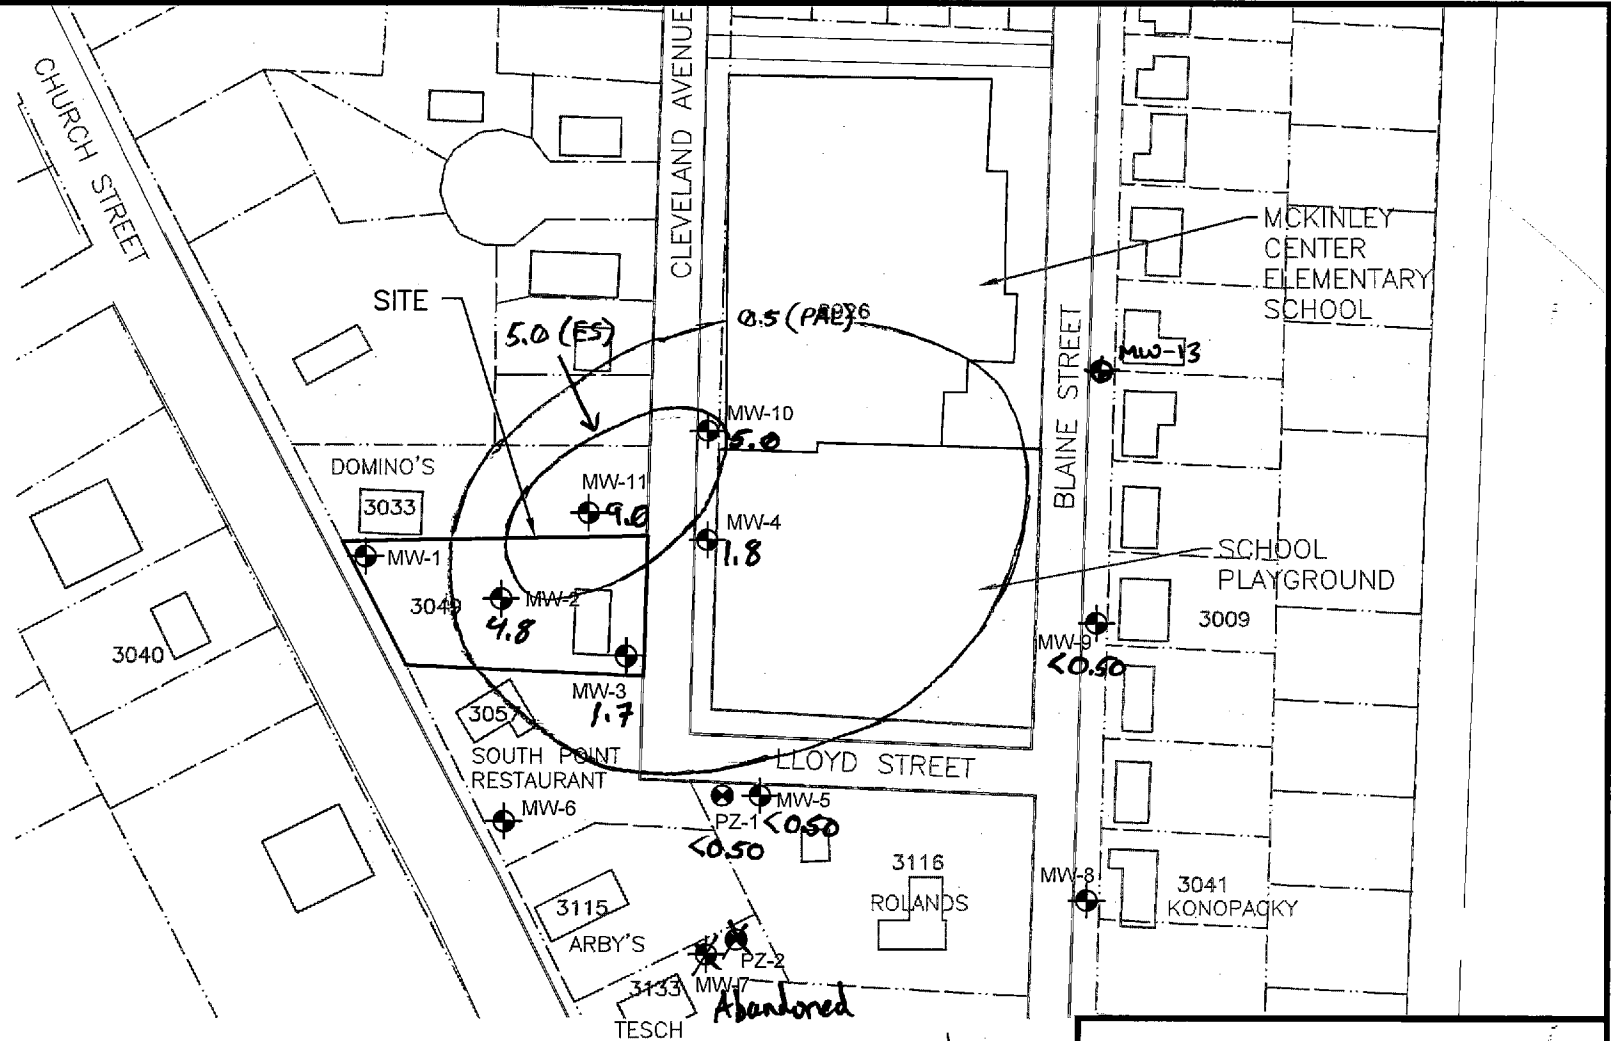 CHURCH STREET
CLEVELAND AVENUE
MCKINLEY
CENTER
ELEMENTARY
SCHOOL
SITE
5.0 (ES)
0.5 (PAL)
BLAINE STREET
MW-13
MW-10
5.0
DOMINO'S
3033
MW-11
9.0
MW-4
1.8
MW-1
SCHOOL
PLAYGROUND
3049
MW-2
4.8
3009
MW-9
<0.50
3040
MW-3
1.7
3057
SOUTH POINT
RESTAURANT
LLOYD STREET
MW-6
MW-5
<0.50
PZ-1
<0.50
3116
ROLANDS
MW-8
3041
KONOPACKY
3115
ARBY'S
PZ-2
MW-7
Abandoned
3133
TESCH